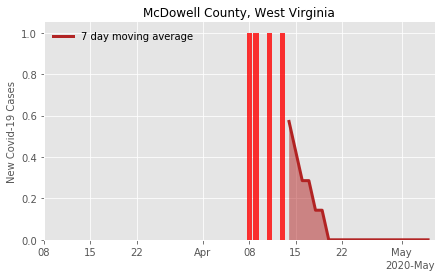 McDowell County, West Virginia
7 day moving average
New Covid-19 Cases
1.0
0.8
0.6
0.4
0.2
0.0
08 15 22 Apr 08 15 22 May
2020-May